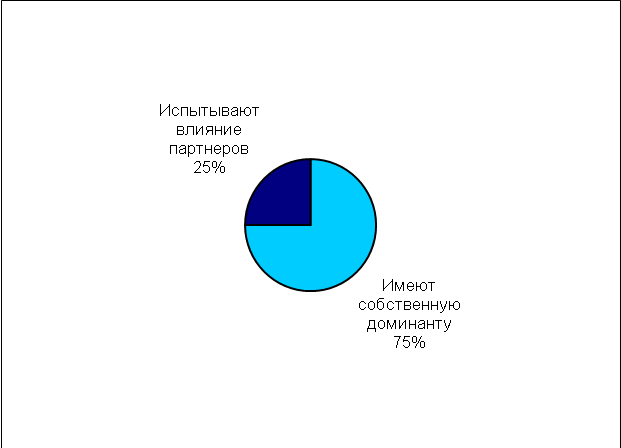 Испытывают
влияние
партнеров
25%
Имеют
собственную
доминанту
75%